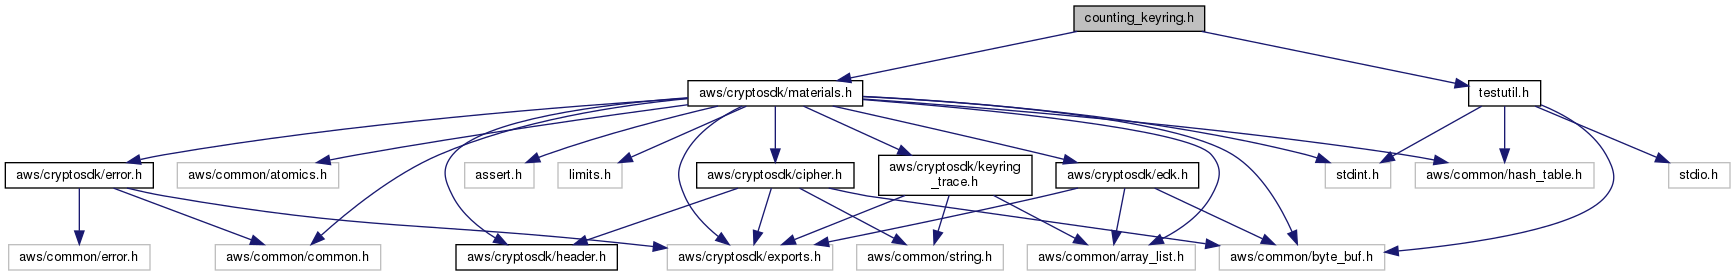 counting_keyring.h
aws/cryptosdk/materials.h
testutil.h
aws/cryptosdk/error.h
aws/common/atomics.h
assert.h
limits.h
aws/cryptosdk/cipher.h
aws/cryptosdk/keyring
_trace.h
aws/cryptosdk/edk.h
stdint.h
aws/common/hash_table.h
stdio.h
aws/common/error.h
aws/common/common.h
aws/cryptosdk/header.h
aws/cryptosdk/exports.h
aws/common/string.h
aws/common/array_list.h
aws/common/byte_buf.h